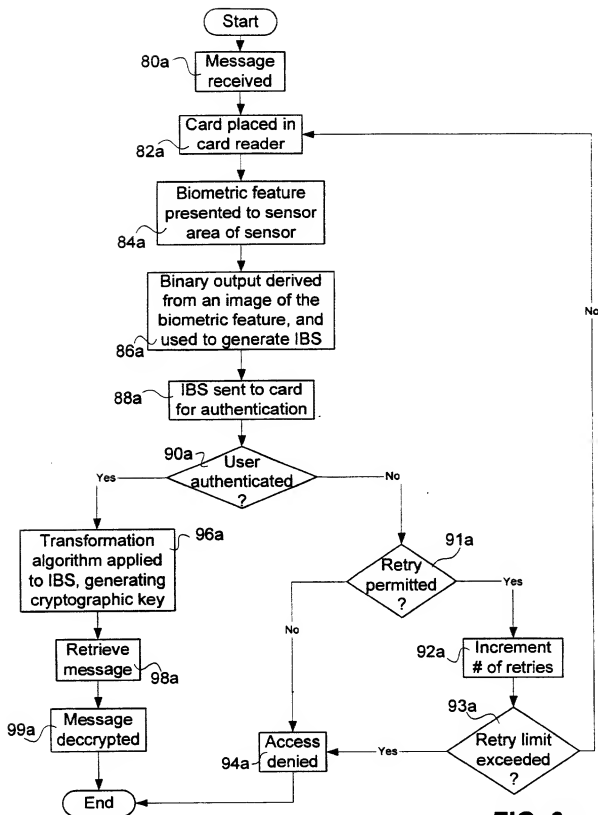 Start
80a
Message
received
Card placed in
card reader
82a
Biometric feature
presented to sensor
area of sensor
84a
Binary output derived
from an image of the
biometric feature, and
used to generate IBS
86a
IBS sent to card
for authentication
88a
90a
User
authenticated
?
Yes
No
Transformation
algorithm applied
to IBS, generating
cryptographic key
96a
91a
Retry
permitted
?
Yes
No
Retrieve
message
98a
92a
Increment
# of retries
Message
deccrypted
99a
93a
Retry limit
exceeded
?
Yes
No
Access
denied
94a
End